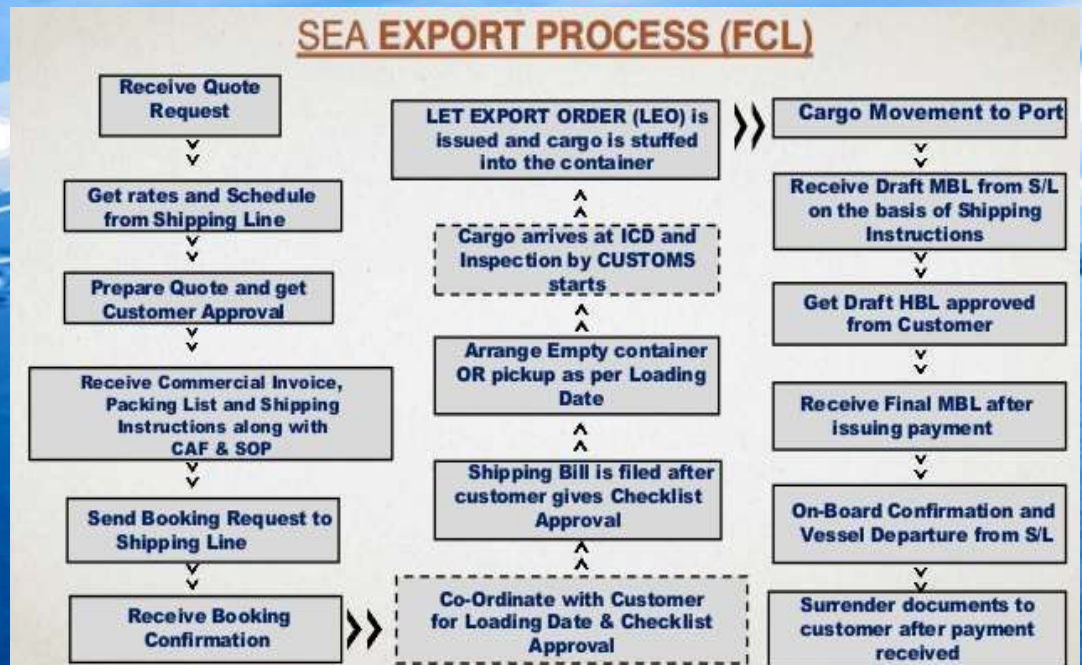 SEA EXPORT PROCESS (FCL)
Receive Quote
Request
Get rates and Schedule
from Shipping Line
Prepare Quote and get
Customer Approval
Receive Commercial Invoice,
Packing List and Shipping
Instructions along with
CAF & SOP
Send Booking Request to
Shipping Line
Receive Booking
Confirmation
Co-Ordinate with Customer
for Loading Date & Checklist
Approval
Shipping Bill is filed after
customer gives Checklist
Approval
Arrange Empty container
OR pickup as per Loading
Date
Cargo arrives at ICD and
Inspection by CUSTOMS
starts
LET EXPORT ORDER (LEO) is
issued and cargo is stuffed
into the container
Cargo Movement to Port
Receive Draft MBL from S/L
on the basis of Shipping
Instructions
Get Draft HBL approved
from Customer
Receive Final MBL after
issuing payment
On-Board Confirmation and
Vessel Departure from S/L
Surrender documents to
customer after payment
received